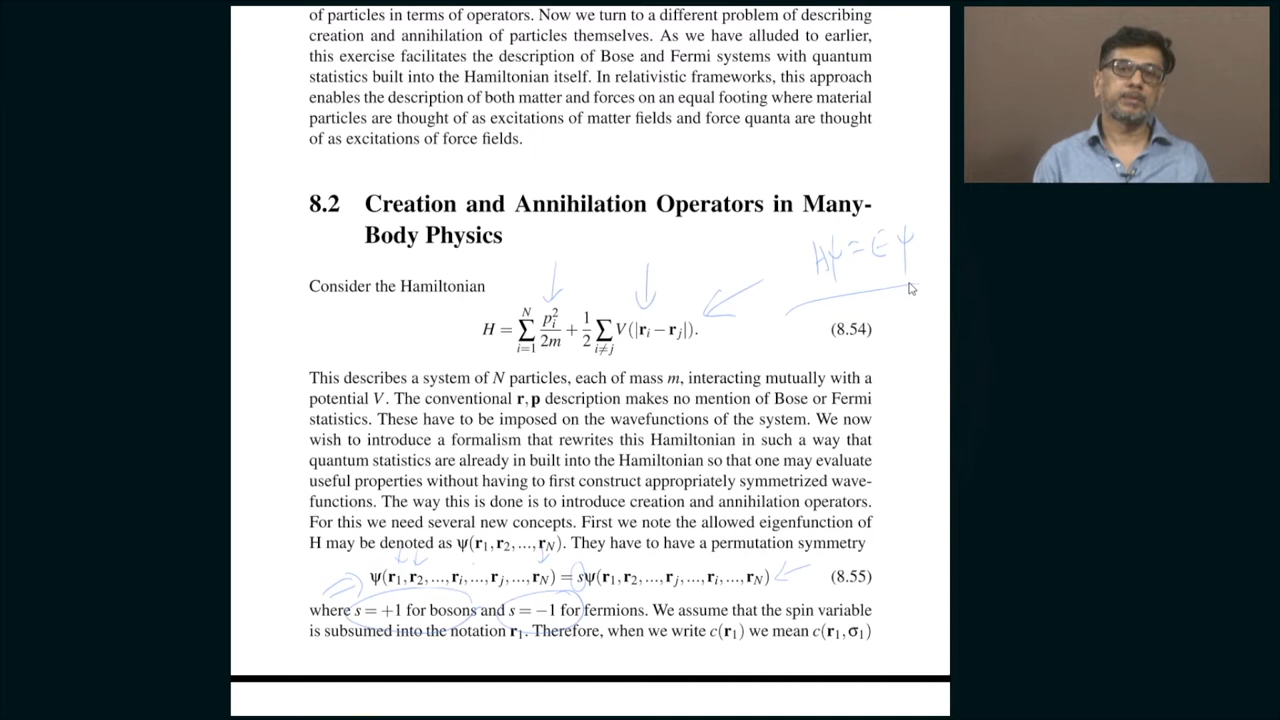 of particles in terms of operators. Now we turn to a different problem of describing
creation and annihilation of particles themselves. As we have alluded to earlier,
this exercise facilitates the description of Bose and Fermi systems with quantum
statistics built into the Hamiltonian itself. In relativistic frameworks, this approach
enables the description of both matter and forces on an equal footing where material
particles are thought of as excitations of matter fields and force quanta are thought
of as excitations of force fields.
8.2 Creation and Annihilation Operators in Many-
Body Physics
Hψ = Eψ
Consider the Hamiltonian
H = ∑_{i=1}^{N} p_i^2/2m + 1/2 ∑_{i≠j} V(|r_i − r_j|). (8.54)
This describes a system of N particles, each of mass m, interacting mutually with a
potential V. The conventional r, p description makes no mention of Bose or Fermi
statistics. These have to be imposed on the wavefunctions of the system. We now
wish to introduce a formalism that rewrites this Hamiltonian in such a way that
quantum statistics are already in built into the Hamiltonian so that one may evaluate
useful properties without having to first construct appropriately symmetrized wave-
functions. The way this is done is to introduce creation and annihilation operators.
For this we need several new concepts. First we note the allowed eigenfunction of
H may be denoted as ψ(r₁, r₂, ..., r_N). They have to have a permutation symmetry
ψ(r₁, r₂, ..., r_i, ..., r_j, ..., r_N) = sψ(r₁, r₂, ..., r_j, ..., r_i, ..., r_N) (8.55)
where s = +1 for bosons and s = −1 for fermions. We assume that the spin variable
is subsumed into the notation r₁. Therefore, when we write c(r₁) we mean c(r₁, σ₁)